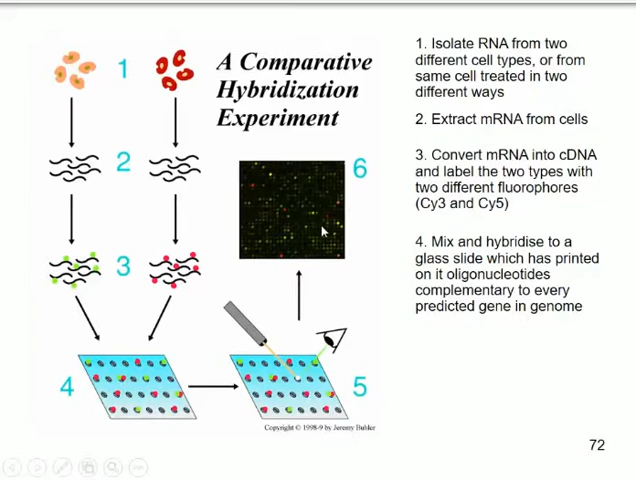 A Comparative
Hybridization
Experiment
1
2
3
4
5
6
Copyright © 1998-9 by Jeremy Buhler
1. Isolate RNA from two
different cell types, or from
same cell treated in two
different ways
2. Extract mRNA from cells
3. Convert mRNA into cDNA
and label the two types with
two different fluorophores
(Cy3 and Cy5)
4. Mix and hybridise to a
glass slide which has printed
on it oligonucleotides
complementary to every
predicted gene in genome
72